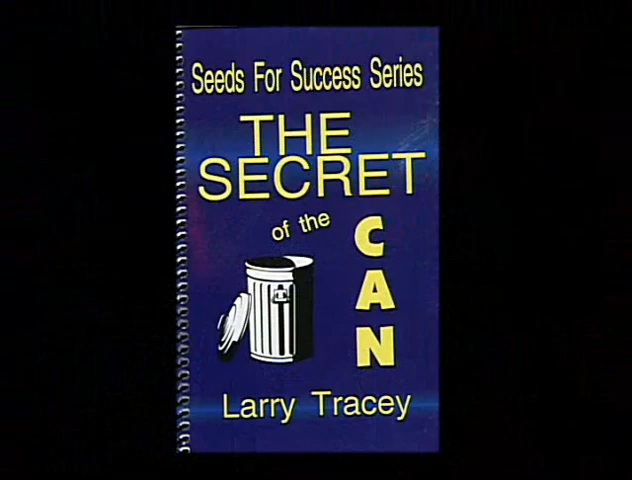 Seeds For Success Series
THE
SECRET
of the
CAN
Larry Tracey